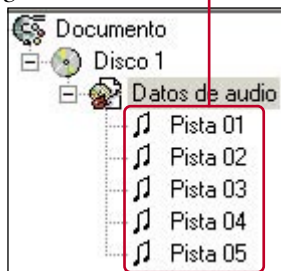 Documento
Disco 1
Datos de audio
Pista 01
Pista 02
Pista 03
Pista 04
Pista 05